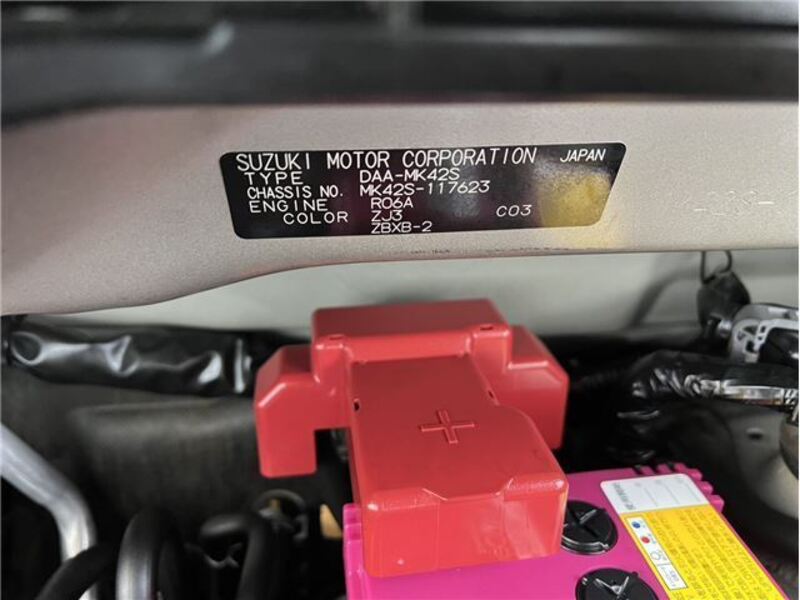 SUZUKI MOTOR CORPORATION JAPAN
TYPE DAA-MK42S
CHASSIS NO. MK42S-117623
ENGINE R06A
COLOR ZJ3 C03
ZBXB-2
+